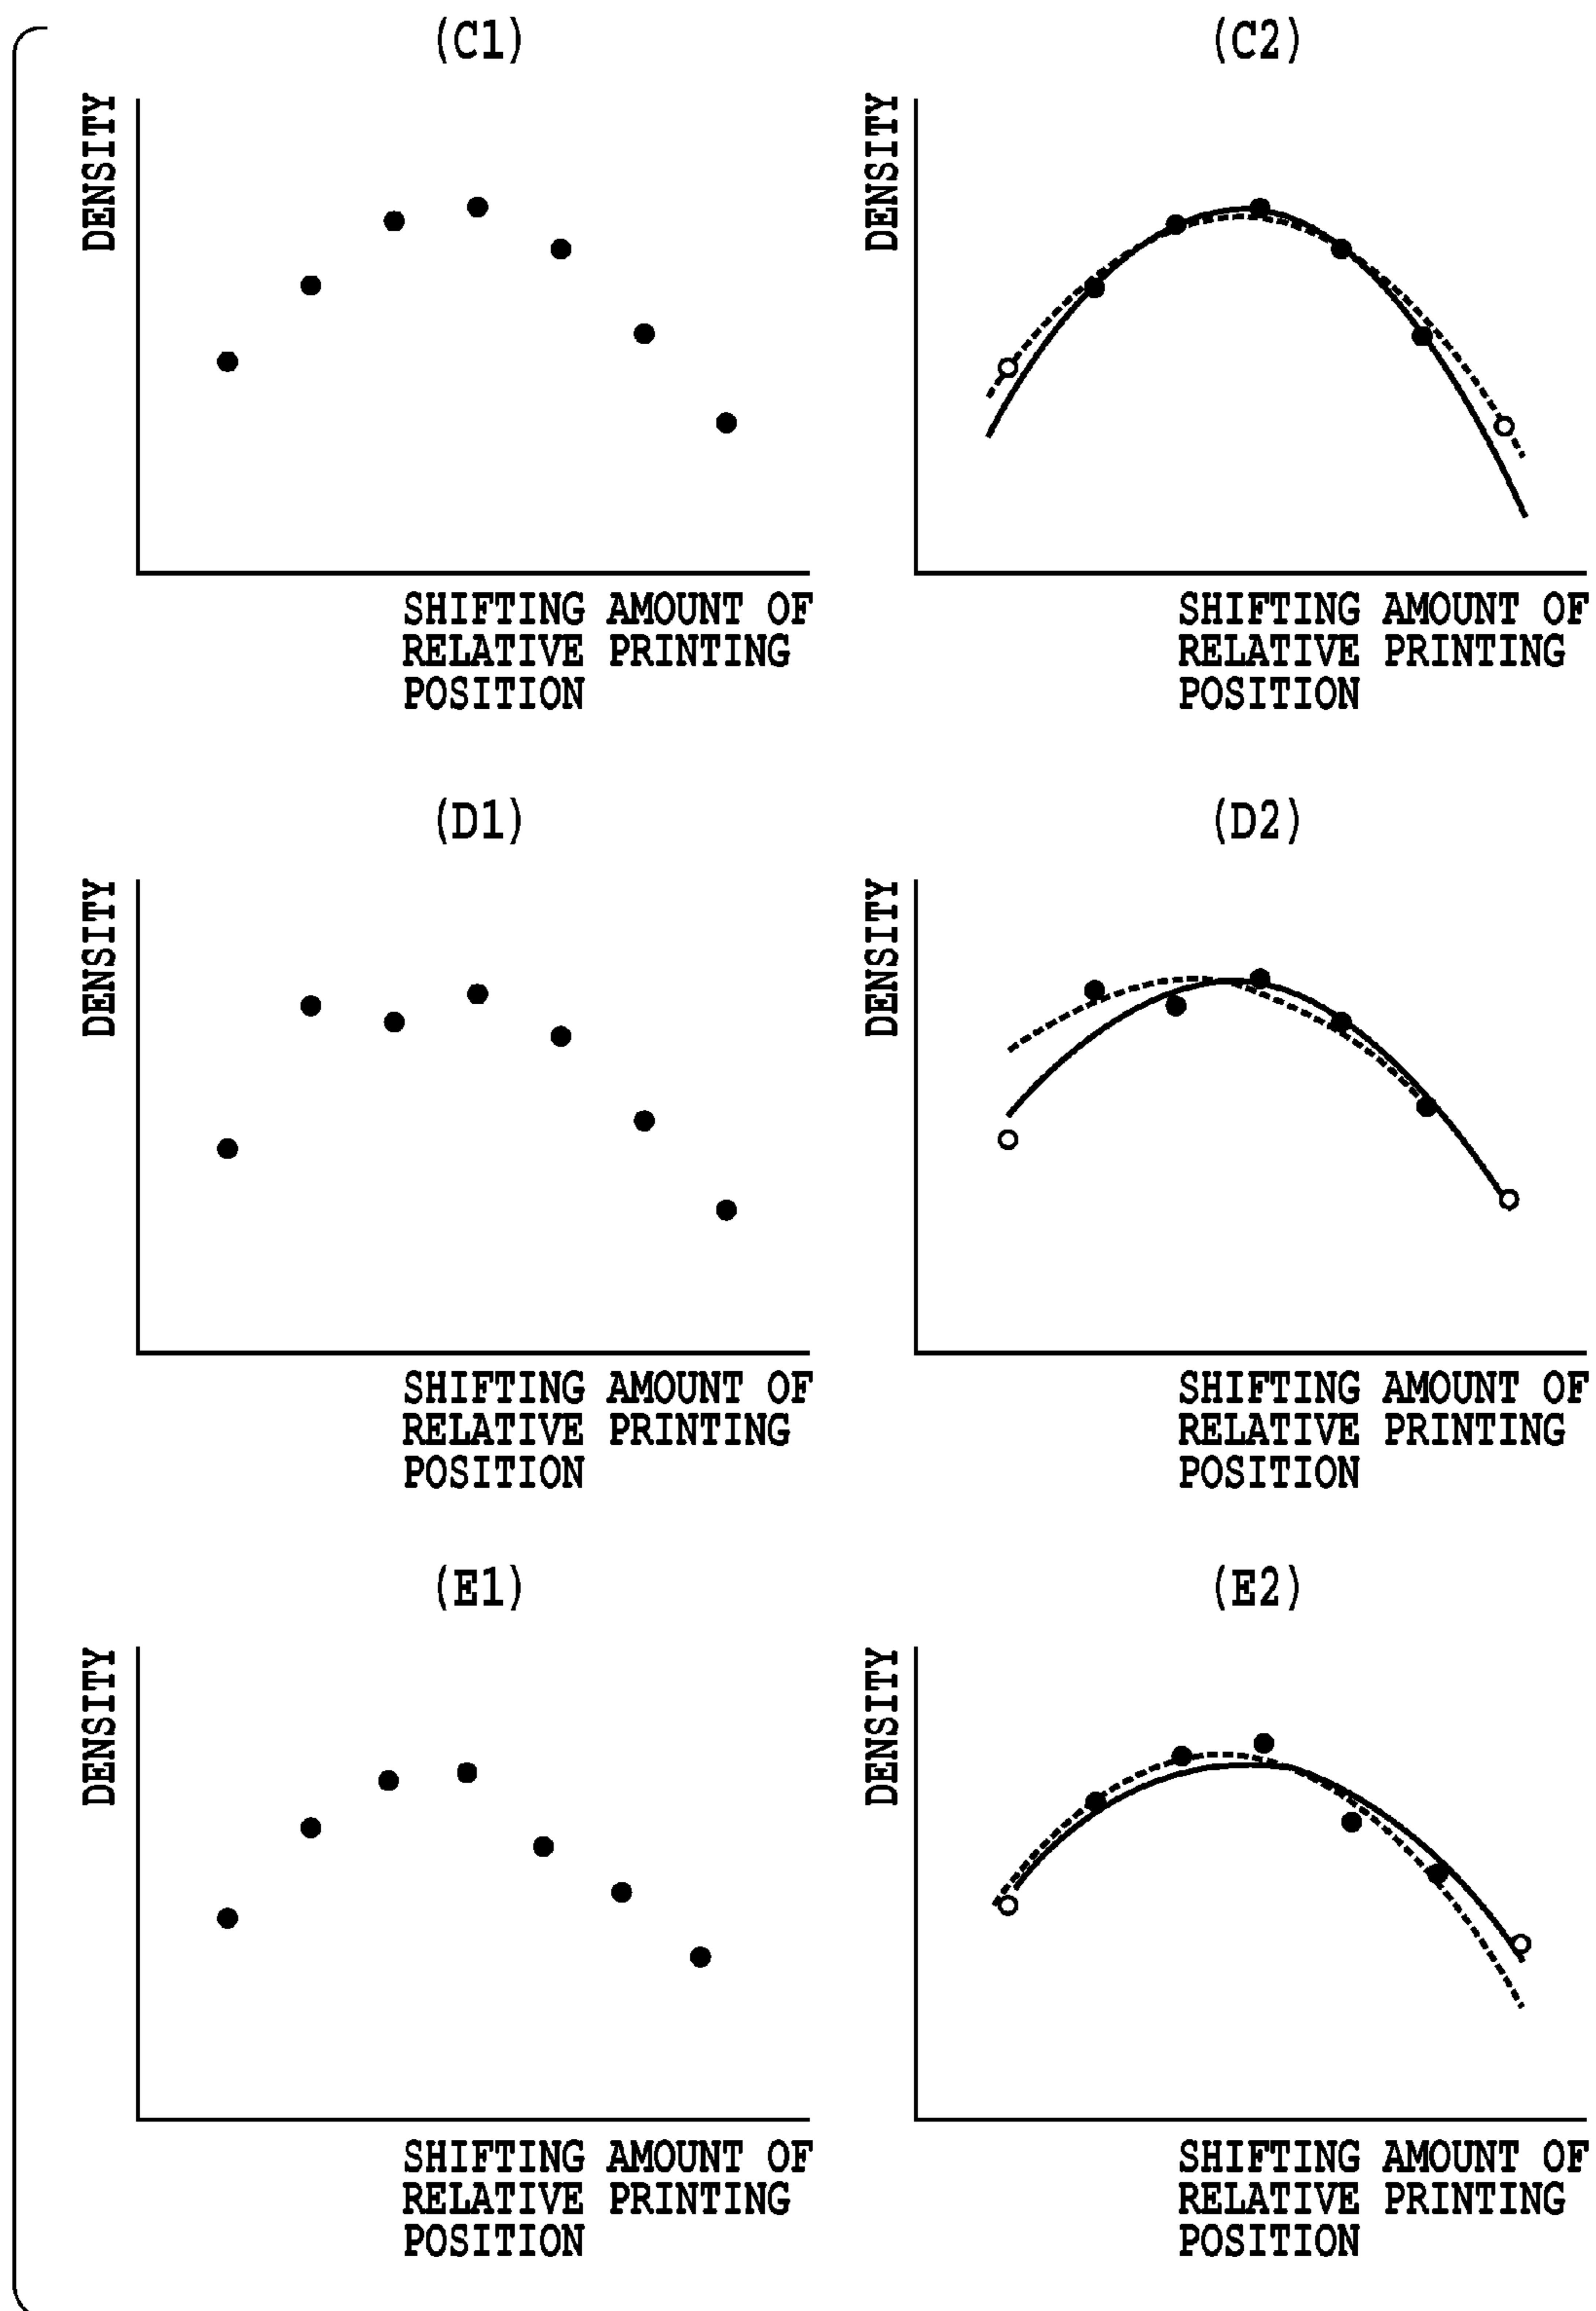 (C1)
DENSITY
SHIFTING AMOUNT OF
RELATIVE PRINTING
POSITION
(C2)
DENSITY
SHIFTING AMOUNT OF
RELATIVE PRINTING
POSITION
(D1)
DENSITY
SHIFTING AMOUNT OF
RELATIVE PRINTING
POSITION
(D2)
DENSITY
SHIFTING AMOUNT OF
RELATIVE PRINTING
POSITION
(E1)
DENSITY
SHIFTING AMOUNT OF
RELATIVE PRINTING
POSITION
(E2)
DENSITY
SHIFTING AMOUNT OF
RELATIVE PRINTING
POSITION